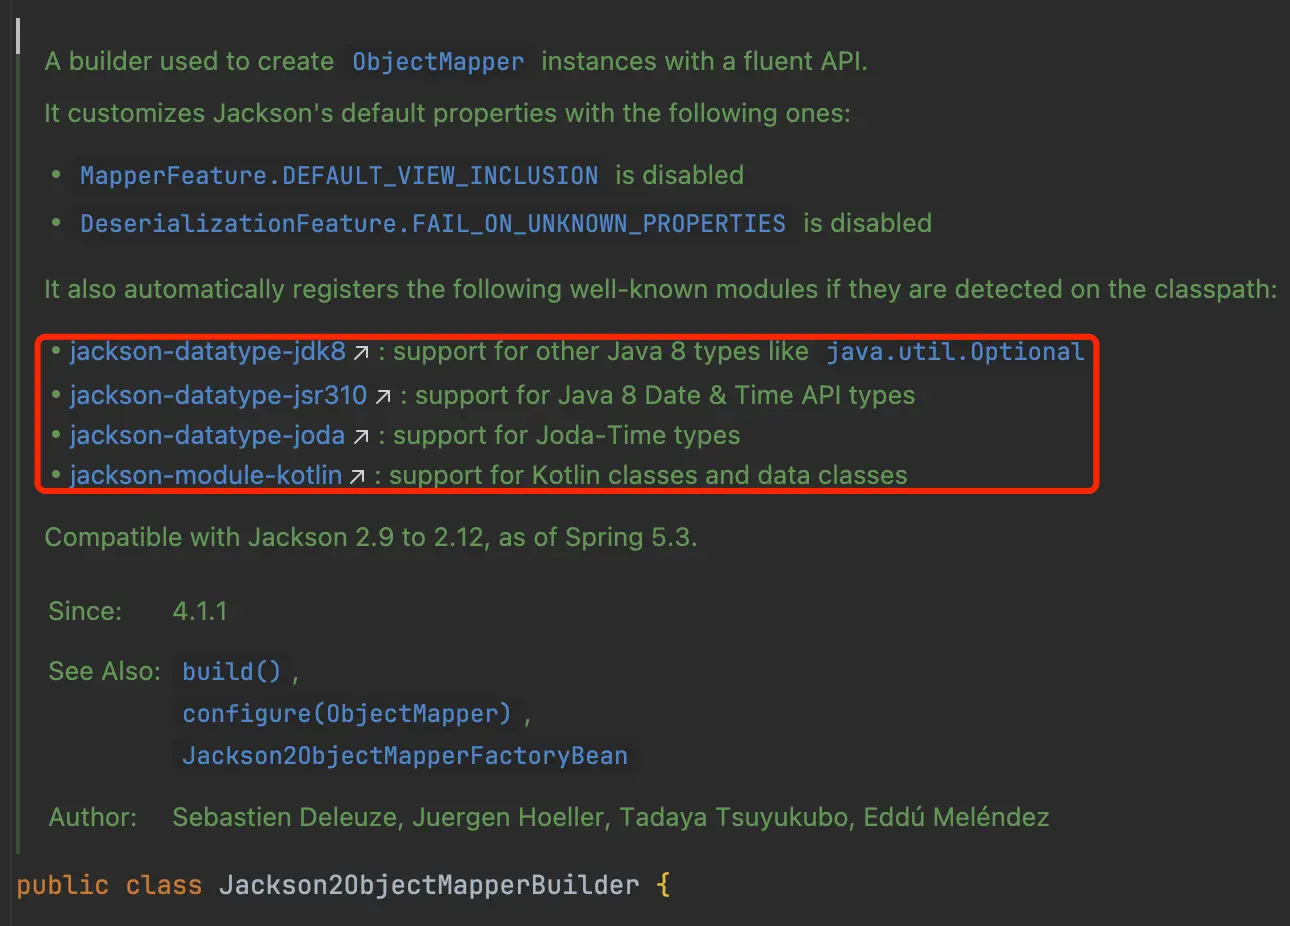 A builder used to create ObjectMapper instances with a fluent API.
It customizes Jackson's default properties with the following ones:
• MapperFeature.DEFAULT_VIEW_INCLUSION is disabled
• DeserializationFeature.FAIL_ON_UNKNOWN_PROPERTIES is disabled
It also automatically registers the following well-known modules if they are detected on the classpath:
• jackson-datatype-jdk8 ↗ : support for other Java 8 types like java.util.Optional
• jackson-datatype-jsr310 ↗ : support for Java 8 Date & Time API types
• jackson-datatype-joda ↗ : support for Joda-Time types
• jackson-module-kotlin ↗ : support for Kotlin classes and data classes
Compatible with Jackson 2.9 to 2.12, as of Spring 5.3.
Since: 4.1.1
See Also: build() ,
configure(ObjectMapper) ,
Jackson2ObjectMapperFactoryBean
Author: Sebastien Deleuze, Juergen Hoeller, Tadaya Tsuyukubo, Eddú Meléndez
public class Jackson2ObjectMapperBuilder {